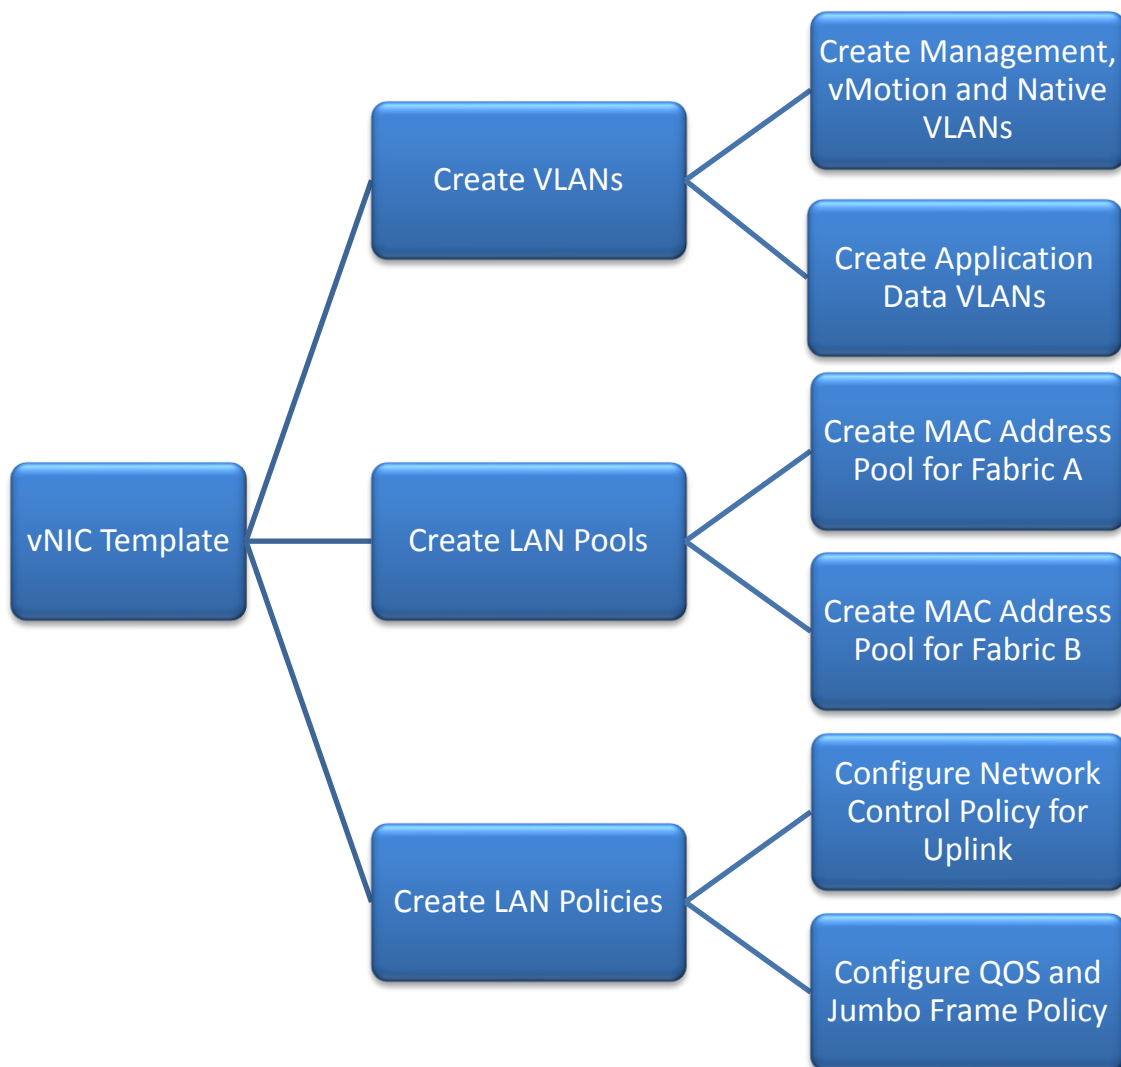 vNIC Template
Create VLANs
Create Management,
vMotion and Native
VLANs
Create Application
Data VLANs
Create LAN Pools
Create MAC Address
Pool for Fabric A
Create MAC Address
Pool for Fabric B
Create LAN Policies
Configure Network
Control Policy for
Uplink
Configure QOS and
Jumbo Frame Policy